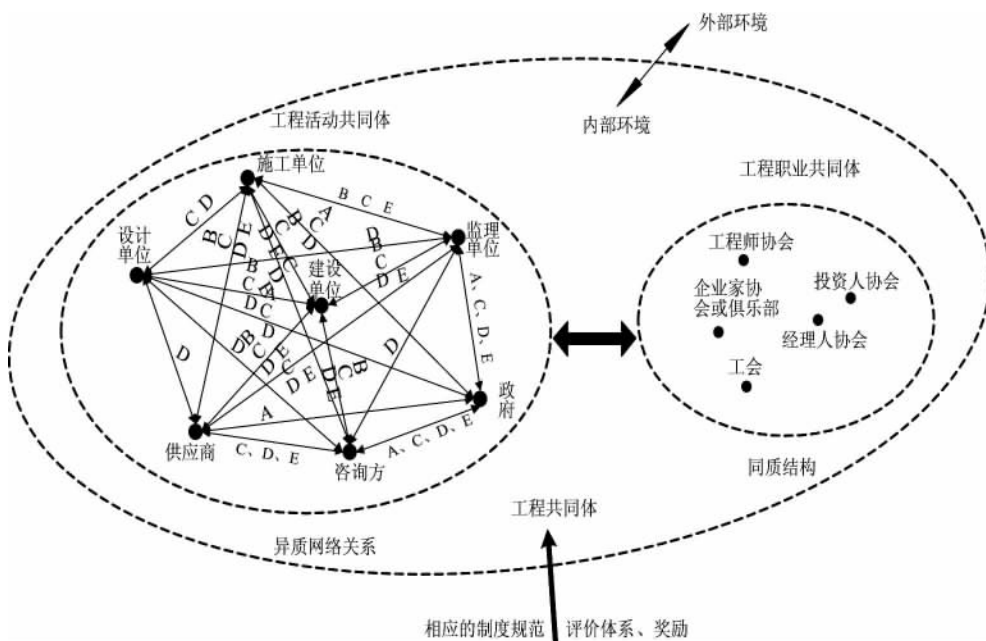 外部环境
内部环境
工程活动共同体
工程职业共同体
施工单位
B C E
C D
设计
单位
监理
单位
工程师协会
建设
单位
企业家协
会或俱乐部
投资人协会
经理人协会
A、C、D、E
工会
D
D
政
府
A
供应商
C、D、E
A、C、D、E
咨询方
同质结构
工程共同体
异质网络关系
相应的制度规范
评价体系、奖励